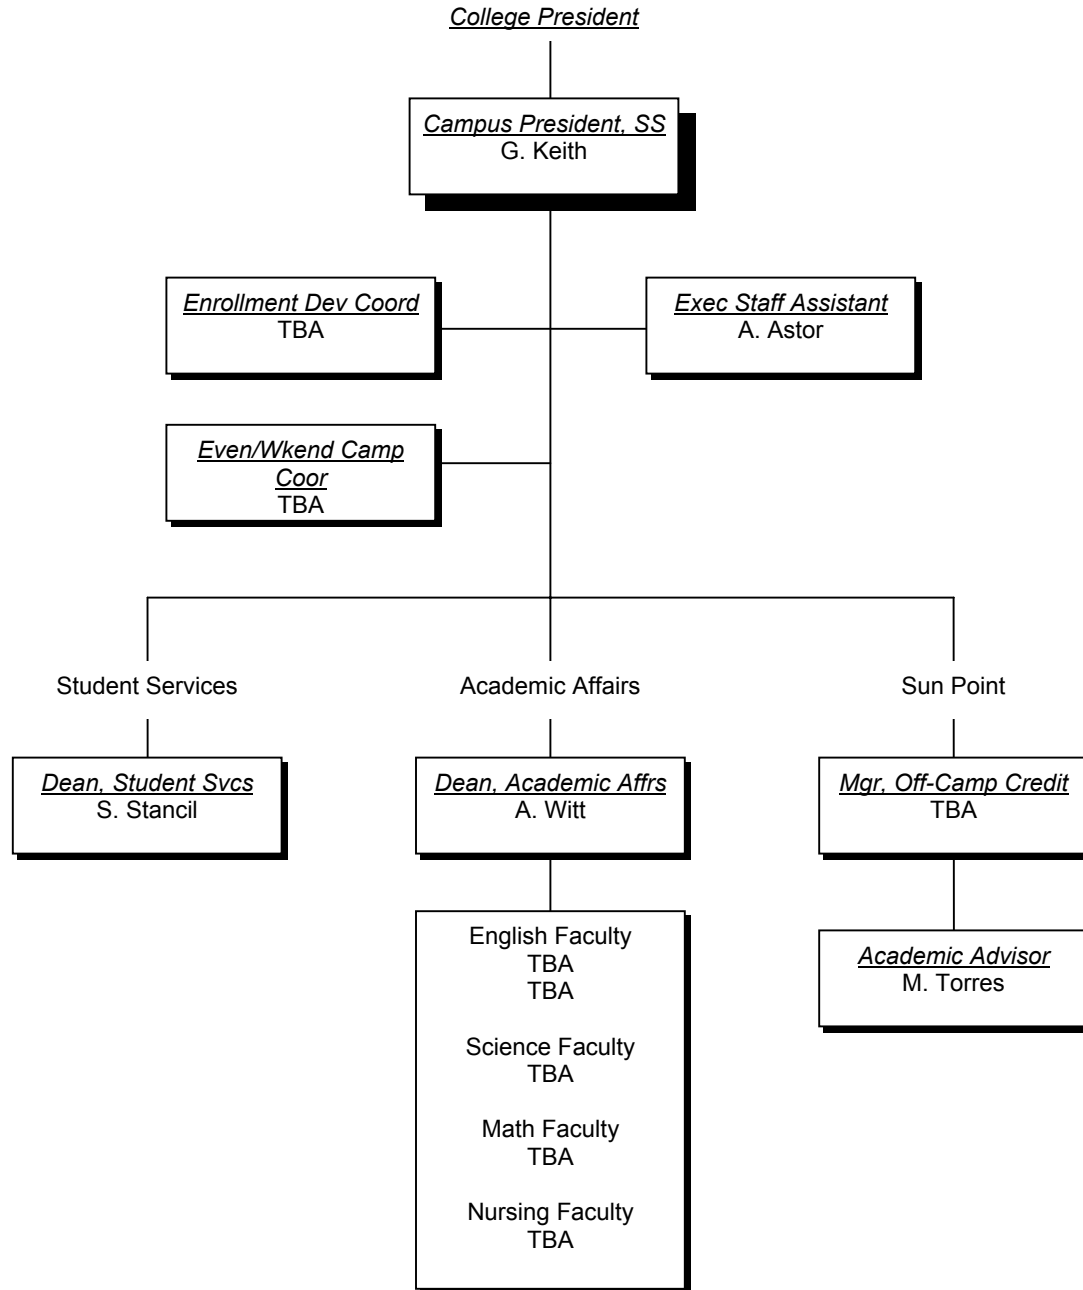 College President
Campus President, SS
G. Keith
Enrollment Dev Coord
TBA
Exec Staff Assistant
A. Astor
Even/Wkend Camp
Coor
TBA
Student Services
Academic Affairs
Sun Point
Dean, Student Svcs
S. Stancil
Dean, Academic Affrs
A. Witt
Mgr, Off-Camp Credit
TBA
English Faculty
TBA
TBA
Science Faculty
TBA
Math Faculty
TBA
Nursing Faculty
TBA
Academic Advisor
M. Torres